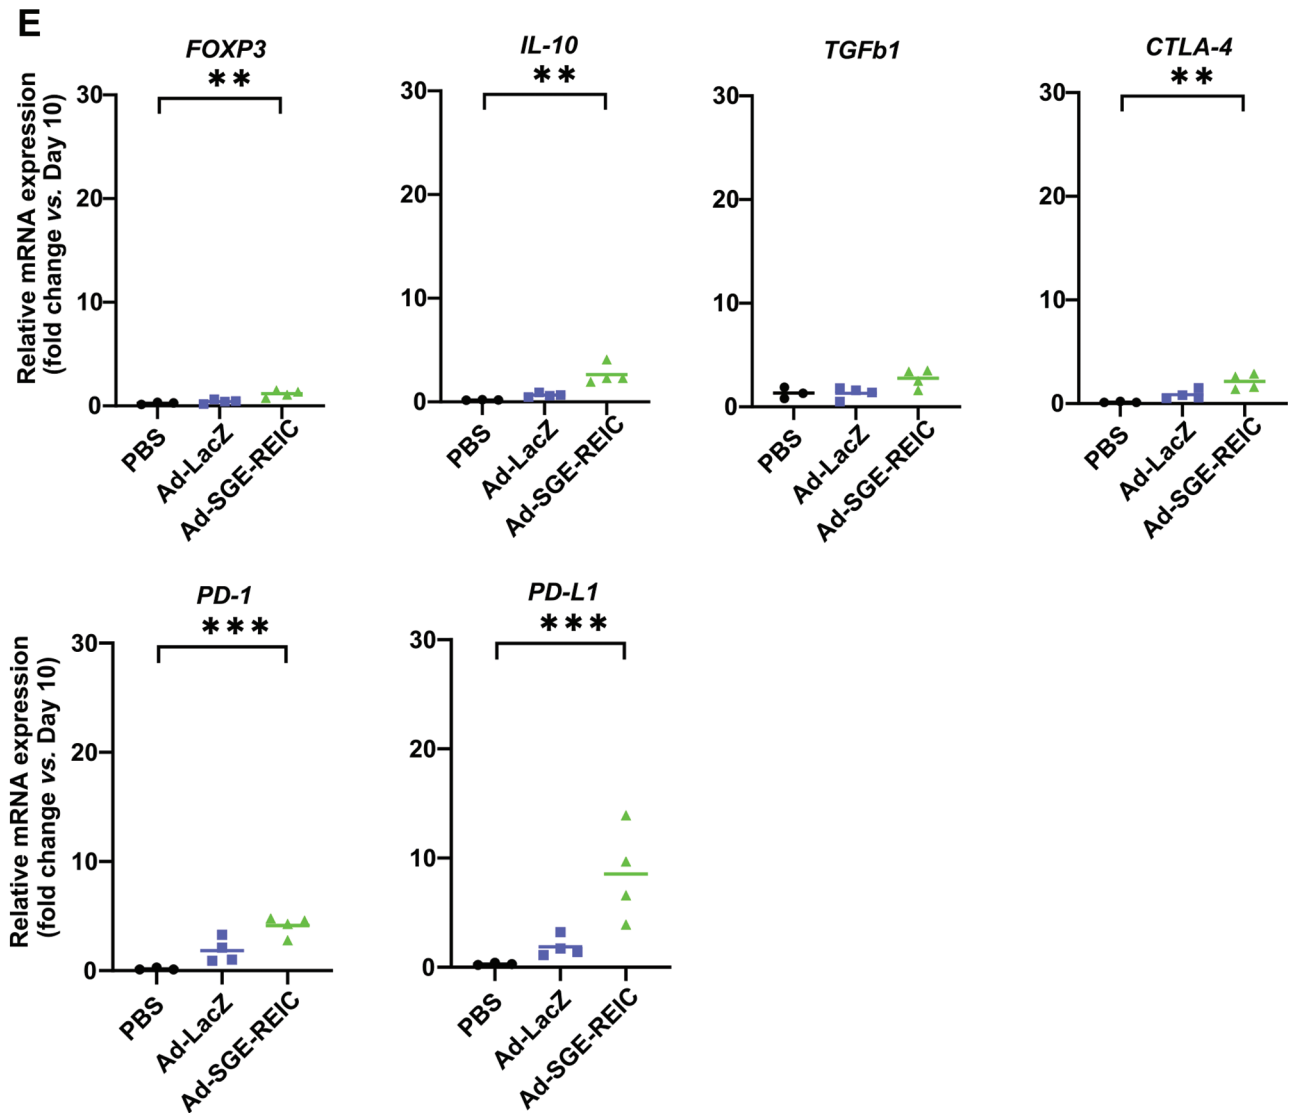 E
FOXP3
**
Relative mRNA expression
(fold change vs. Day 10)
30
20
10
0
PBS
Ad-LacZ
Ad-SGE-REIC
IL-10
**
30
20
10
0
PBS
Ad-LacZ
Ad-SGE-REIC
TGFb1
30
20
10
0
PBS
Ad-LacZ
Ad-SGE-REIC
CTLA-4
**
30
20
10
0
PBS
Ad-LacZ
Ad-SGE-REIC
PD-1
***
Relative mRNA expression
(fold change vs. Day 10)
30
20
10
0
PBS
Ad-LacZ
Ad-SGE-REIC
PD-L1
***
30
20
10
0
PBS
Ad-LacZ
Ad-SGE-REIC